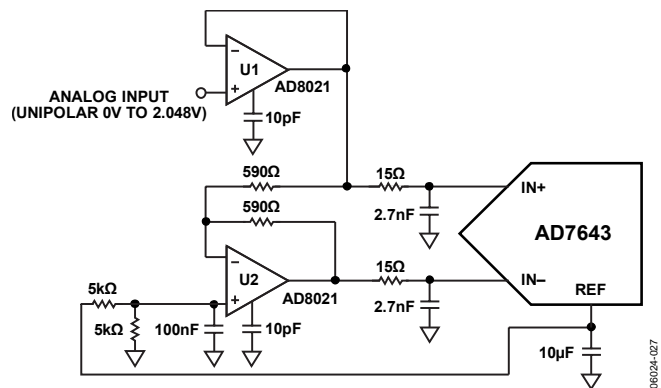 U1
AD8021
ANALOG INPUT
(UNIPOLAR 0V TO 2.048V)
10pF
590Ω
590Ω
15Ω
2.7nF
IN+
AD7643
U2
AD8021
15Ω
2.7nF
IN–
REF
5kΩ
5kΩ
100nF
10pF
10µF
06024-027